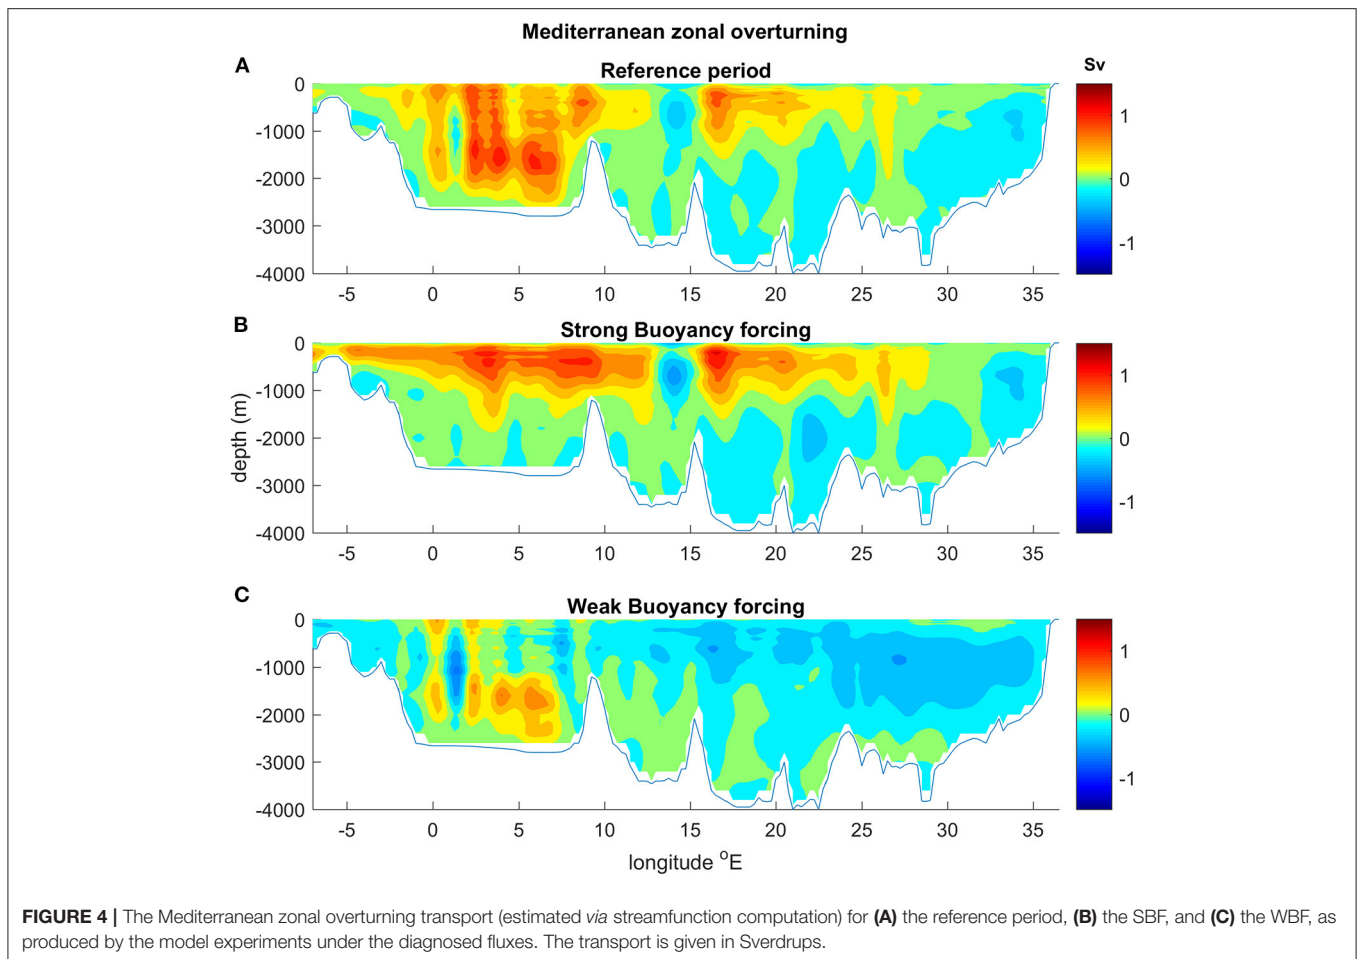 Mediterranean zonal overturning
A
Reference period
Sv
0
-1000
-2000
-3000
-4000
-5 0 5 10 15 20 25 30 35
1
0
-1
B
Strong Buoyancy forcing
0
-1000
-2000
-3000
-4000
depth (m)
-5 0 5 10 15 20 25 30 35
1
0
-1
C
Weak Buoyancy forcing
0
-1000
-2000
-3000
-4000
-5 0 5 10 15 20 25 30 35
1
0
-1
longitude °E
FIGURE 4 | The Mediterranean zonal overturning transport (estimated via streamfunction computation) for (A) the reference period, (B) the SBF, and (C) the WBF, as
produced by the model experiments under the diagnosed fluxes. The transport is given in Sverdrups.